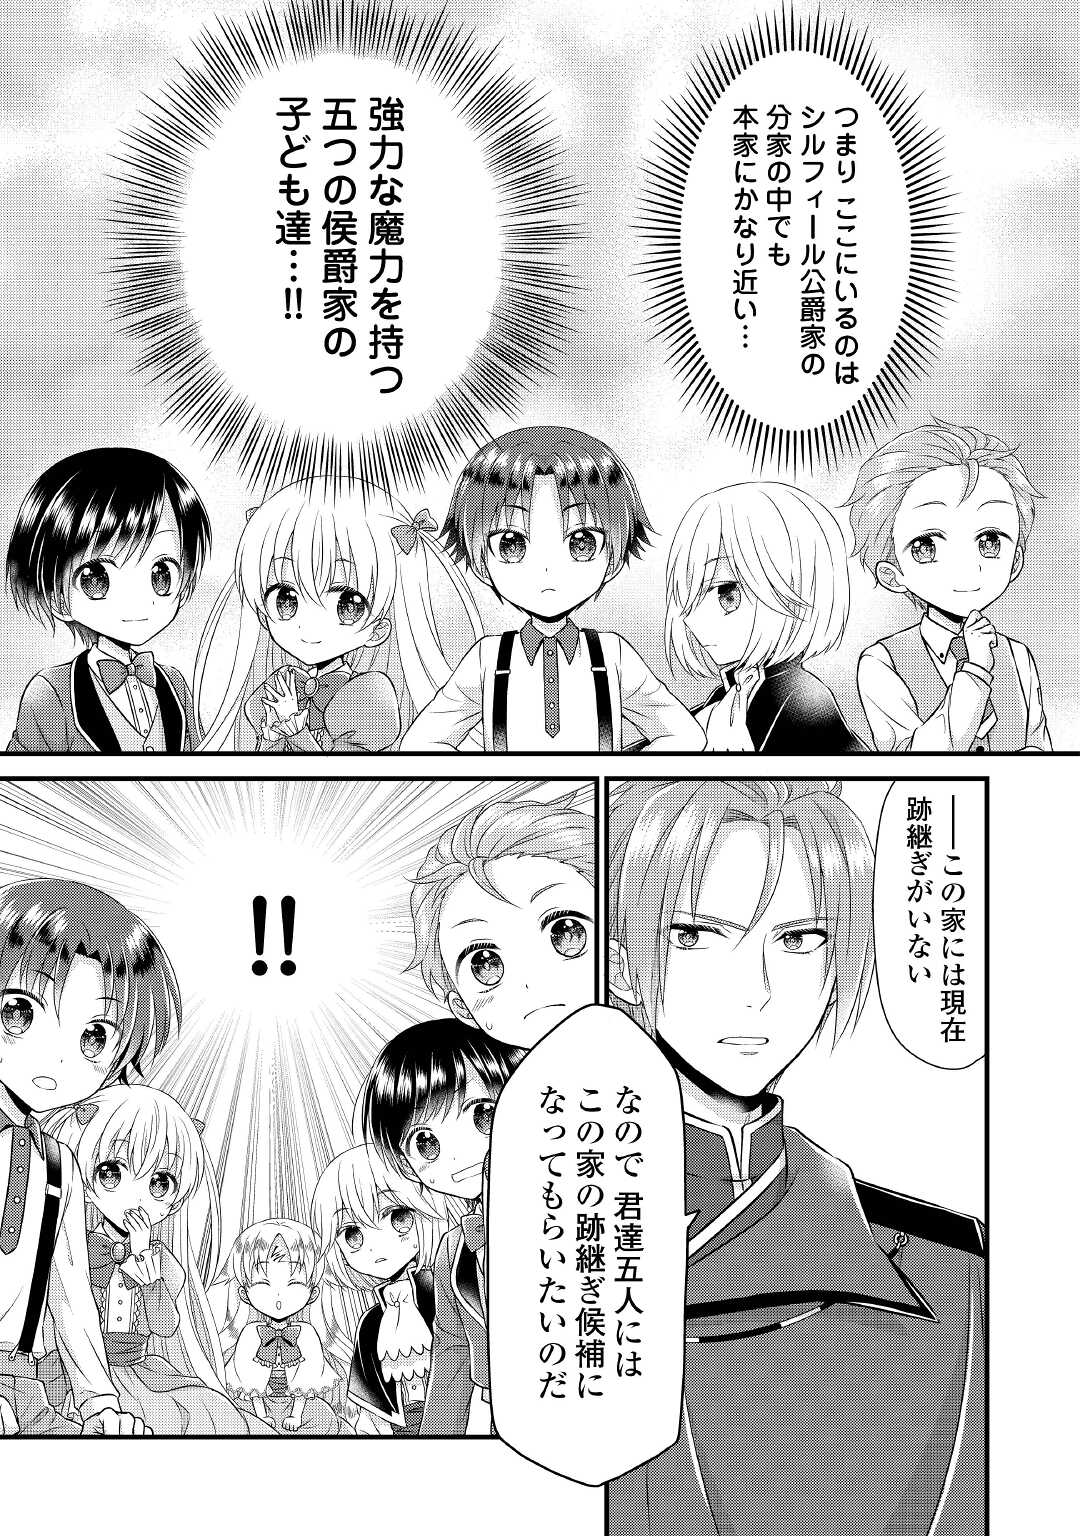 つまり ここにいるのは
シルフィール公爵家の
分家の中でも
本家にかなり近い…
強力な魔力を持つ
五つの侯爵家の
子ども達…!!
――この家には現在
跡継ぎがいない
なので 君達五人には
この家の跡継ぎ候補に
なってもらいたいのだ
!!